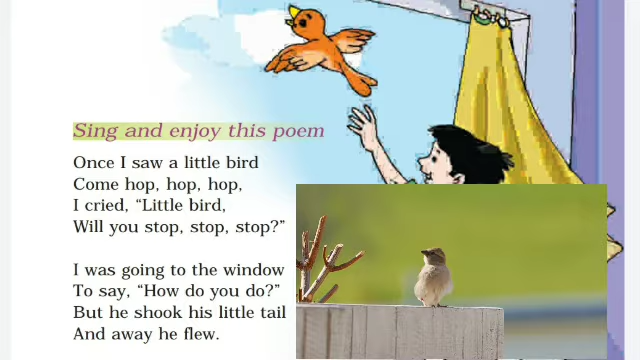 Sing and enjoy this poem
Once I saw a little bird
Come hop, hop, hop,
I cried, “Little bird,
Will you stop, stop, stop?”
I was going to the window
To say, “How do you do?”
But he shook his little tail
And away he flew.